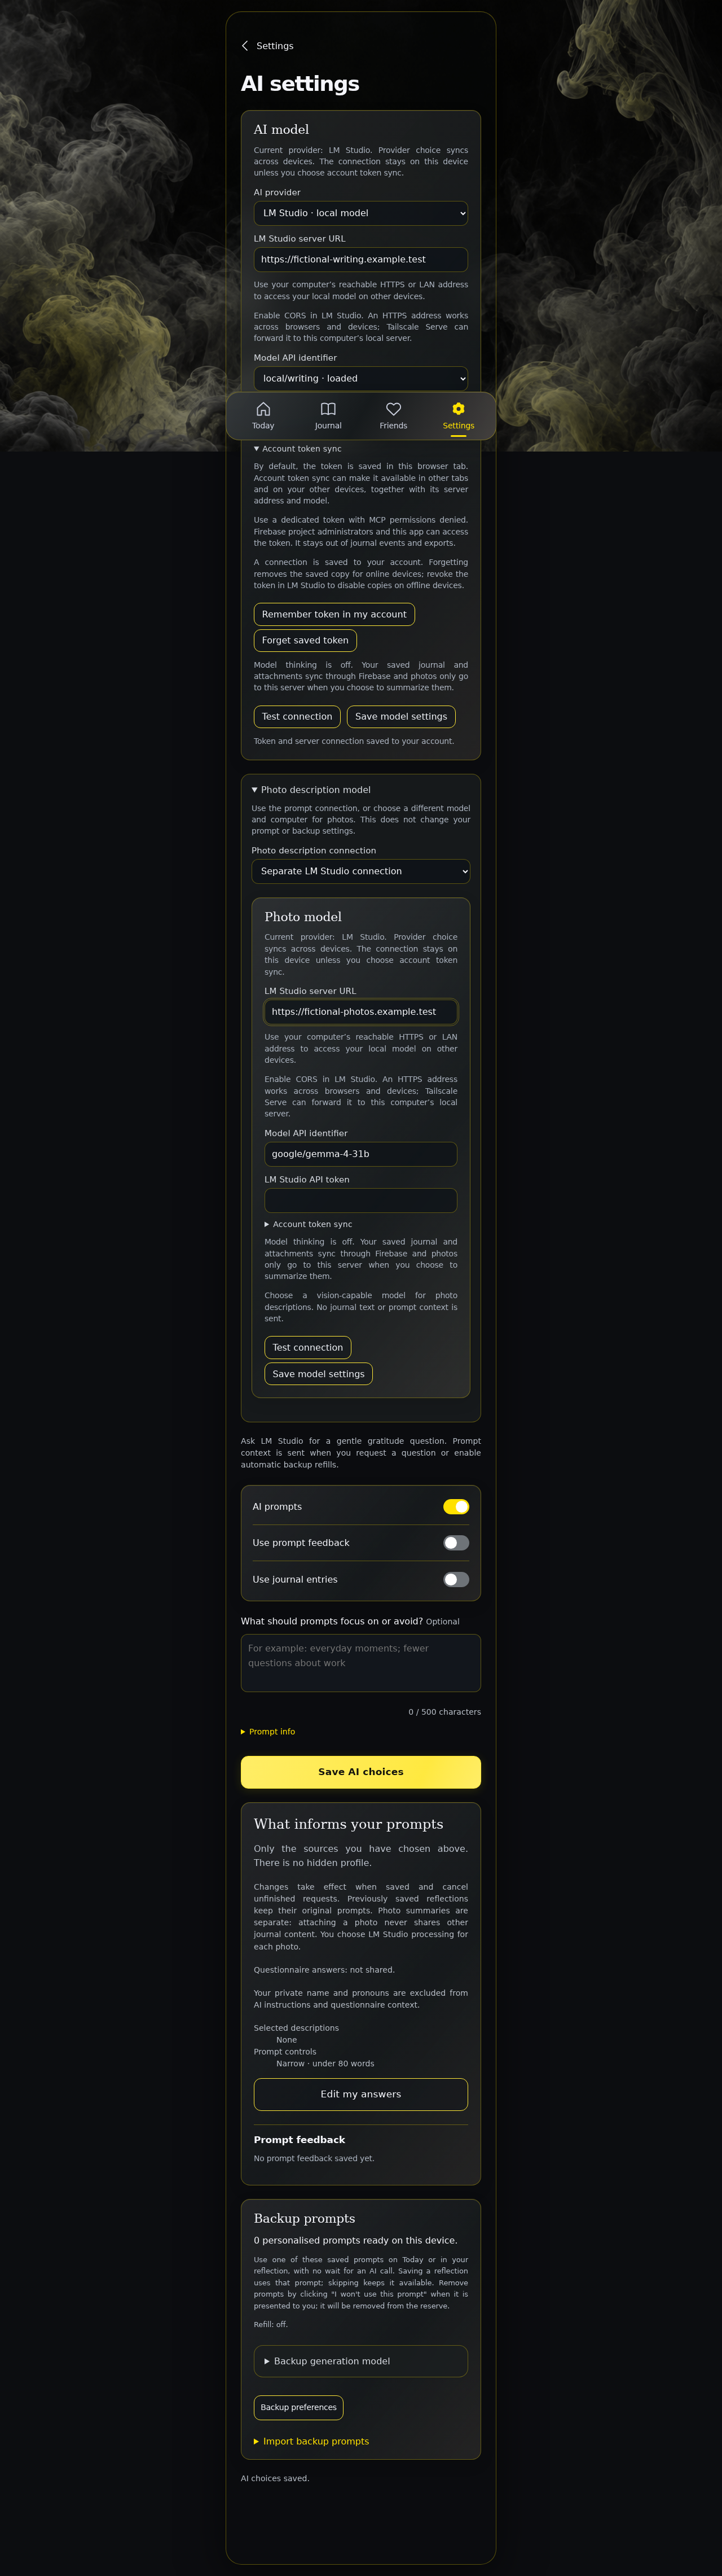 Settings
AI settings
AI model
Current provider: LM Studio. Provider choice syncs
across devices. The connection stays on this device
unless you choose account token sync.
AI provider
LM Studio · local model
LM Studio server URL
https://fictional-writing.example.test
Use your computer’s reachable HTTPS or LAN address
to access your local model on other devices.
Enable CORS in LM Studio. An HTTPS address works
across browsers and devices; Tailscale Serve can
forward it to this computer’s local server.
Model API identifier
local/writing · loaded
Today
Journal
Friends
Settings
Account token sync
By default, the token is saved in this browser tab.
Account token sync can make it available in other tabs
and on your other devices, together with its server
address and model.
Use a dedicated token with MCP permissions denied.
Firebase project administrators and this app can access
the token. It stays out of journal events and exports.
A connection is saved to your account. Forgetting
removes the saved copy for online devices; revoke the
token in LM Studio to disable copies on offline devices.
Remember token in my account
Forget saved token
Model thinking is off. Your saved journal and
attachments sync through Firebase and photos only go
to this server when you choose to summarize them.
Test connection
Save model settings
Token and server connection saved to your account.
Photo description model
Use the prompt connection, or choose a different model
and computer for photos. This does not change your
prompt or backup settings.
Photo description connection
Separate LM Studio connection
Photo model
Current provider: LM Studio. Provider choice
syncs across devices. The connection stays on
this device unless you choose account token
sync.
LM Studio server URL
https://fictional-photos.example.test
Use your computer’s reachable HTTPS or LAN
address to access your local model on other
devices.
Enable CORS in LM Studio. An HTTPS address
works across browsers and devices; Tailscale
Serve can forward it to this computer’s local
server.
Model API identifier
google/gemma-4-31b
LM Studio API token
Account token sync
Model thinking is off. Your saved journal and
attachments sync through Firebase and photos
only go to this server when you choose to
summarize them.
Choose a vision-capable model for photo
descriptions. No journal text or prompt context is
sent.
Test connection
Save model settings
Ask LM Studio for a gentle gratitude question. Prompt
context is sent when you request a question or enable
automatic backup refills.
AI prompts
Use prompt feedback
Use journal entries
What should prompts focus on or avoid? Optional
For example: everyday moments; fewer
questions about work
0 / 500 characters
Prompt info
Save AI choices
What informs your prompts
Only the sources you have chosen above.
There is no hidden profile.
Changes take effect when saved and cancel
unfinished requests. Previously saved reflections
keep their original prompts. Photo summaries are
separate: attaching a photo never shares other
journal content. You choose LM Studio processing for
each photo.
Questionnaire answers: not shared.
Your private name and pronouns are excluded from
AI instructions and questionnaire context.
Selected descriptions
None
Prompt controls
Narrow · under 80 words
Edit my answers
Prompt feedback
No prompt feedback saved yet.
Backup prompts
0 personalised prompts ready on this device.
Use one of these saved prompts on Today or in your
reflection, with no wait for an AI call. Saving a reflection
uses that prompt; skipping keeps it available. Remove
prompts by clicking "I won't use this prompt" when it is
presented to you; it will be removed from the reserve.
Refill: off.
Backup generation model
Backup preferences
Import backup prompts
AI choices saved.